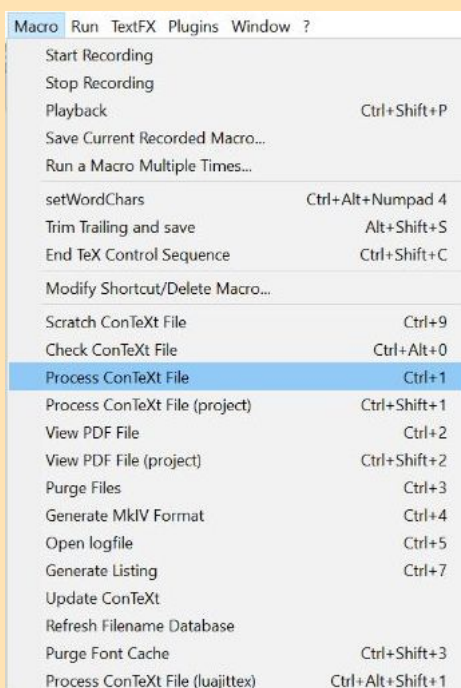 Macro Run TextFX Plugins Window ?
Start Recording
Stop Recording
Playback Ctrl+Shift+P
Save Current Recorded Macro...
Run a Macro Multiple Times...
setWordChars Ctrl+Alt+Numpad 4
Trim Trailing and save Alt+Shift+S
End TeX Control Sequence Ctrl+Shift+C
Modify Shortcut/Delete Macro...
Scratch ConTeXt File Ctrl+9
Check ConTeXt File Ctrl+Alt+0
Process ConTeXt File Ctrl+1
Process ConTeXt File (project) Ctrl+Shift+1
View PDF File Ctrl+2
View PDF File (project) Ctrl+Shift+2
Purge Files Ctrl+3
Generate MkIV Format Ctrl+4
Open logfile Ctrl+5
Generate Listing Ctrl+7
Update ConTeXt
Refresh Filename Database
Purge Font Cache Ctrl+Shift+3
Process ConTeXt File (luajittex) Ctrl+Alt+Shift+1